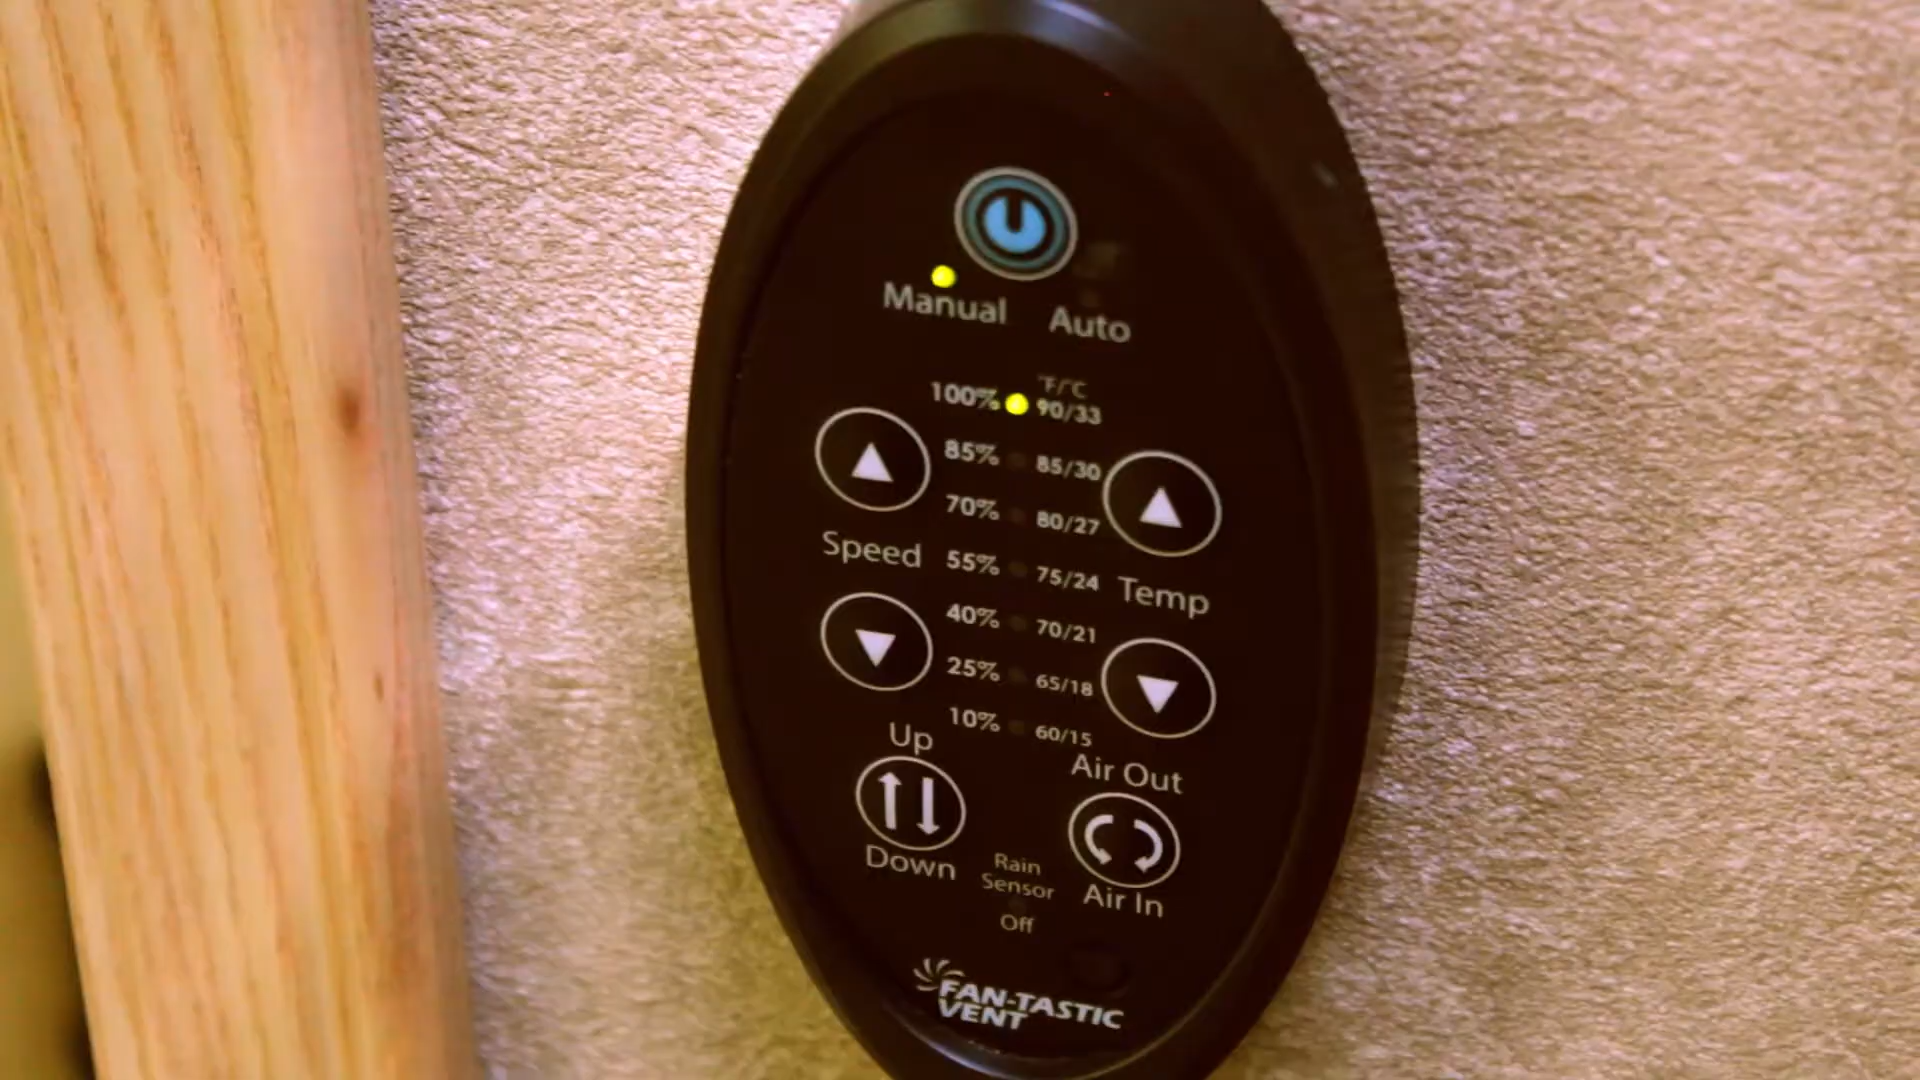 Manual Auto
°F/°C
100% 90/33
85% 85/30
70% 80/27
Speed 55% 75/24 Temp
40% 70/21
25% 65/18
10% 60/15
Up Air Out
Down Air In
Rain
Sensor
Off
FAN-TASTIC
VENT